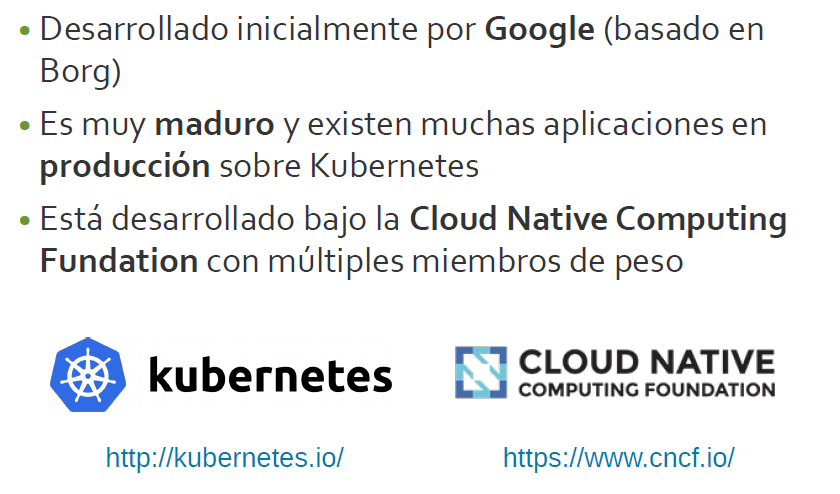 • Desarrollado inicialmente por Google (basado en
Borg)
• Es muy maduro y existen muchas aplicaciones en
producción sobre Kubernetes
• Está desarrollado bajo la Cloud Native Computing
Fundation con múltiples miembros de peso
kubernetes
CLOUD NATIVE
COMPUTING FOUNDATION
http://kubernetes.io/
https://www.cncf.io/